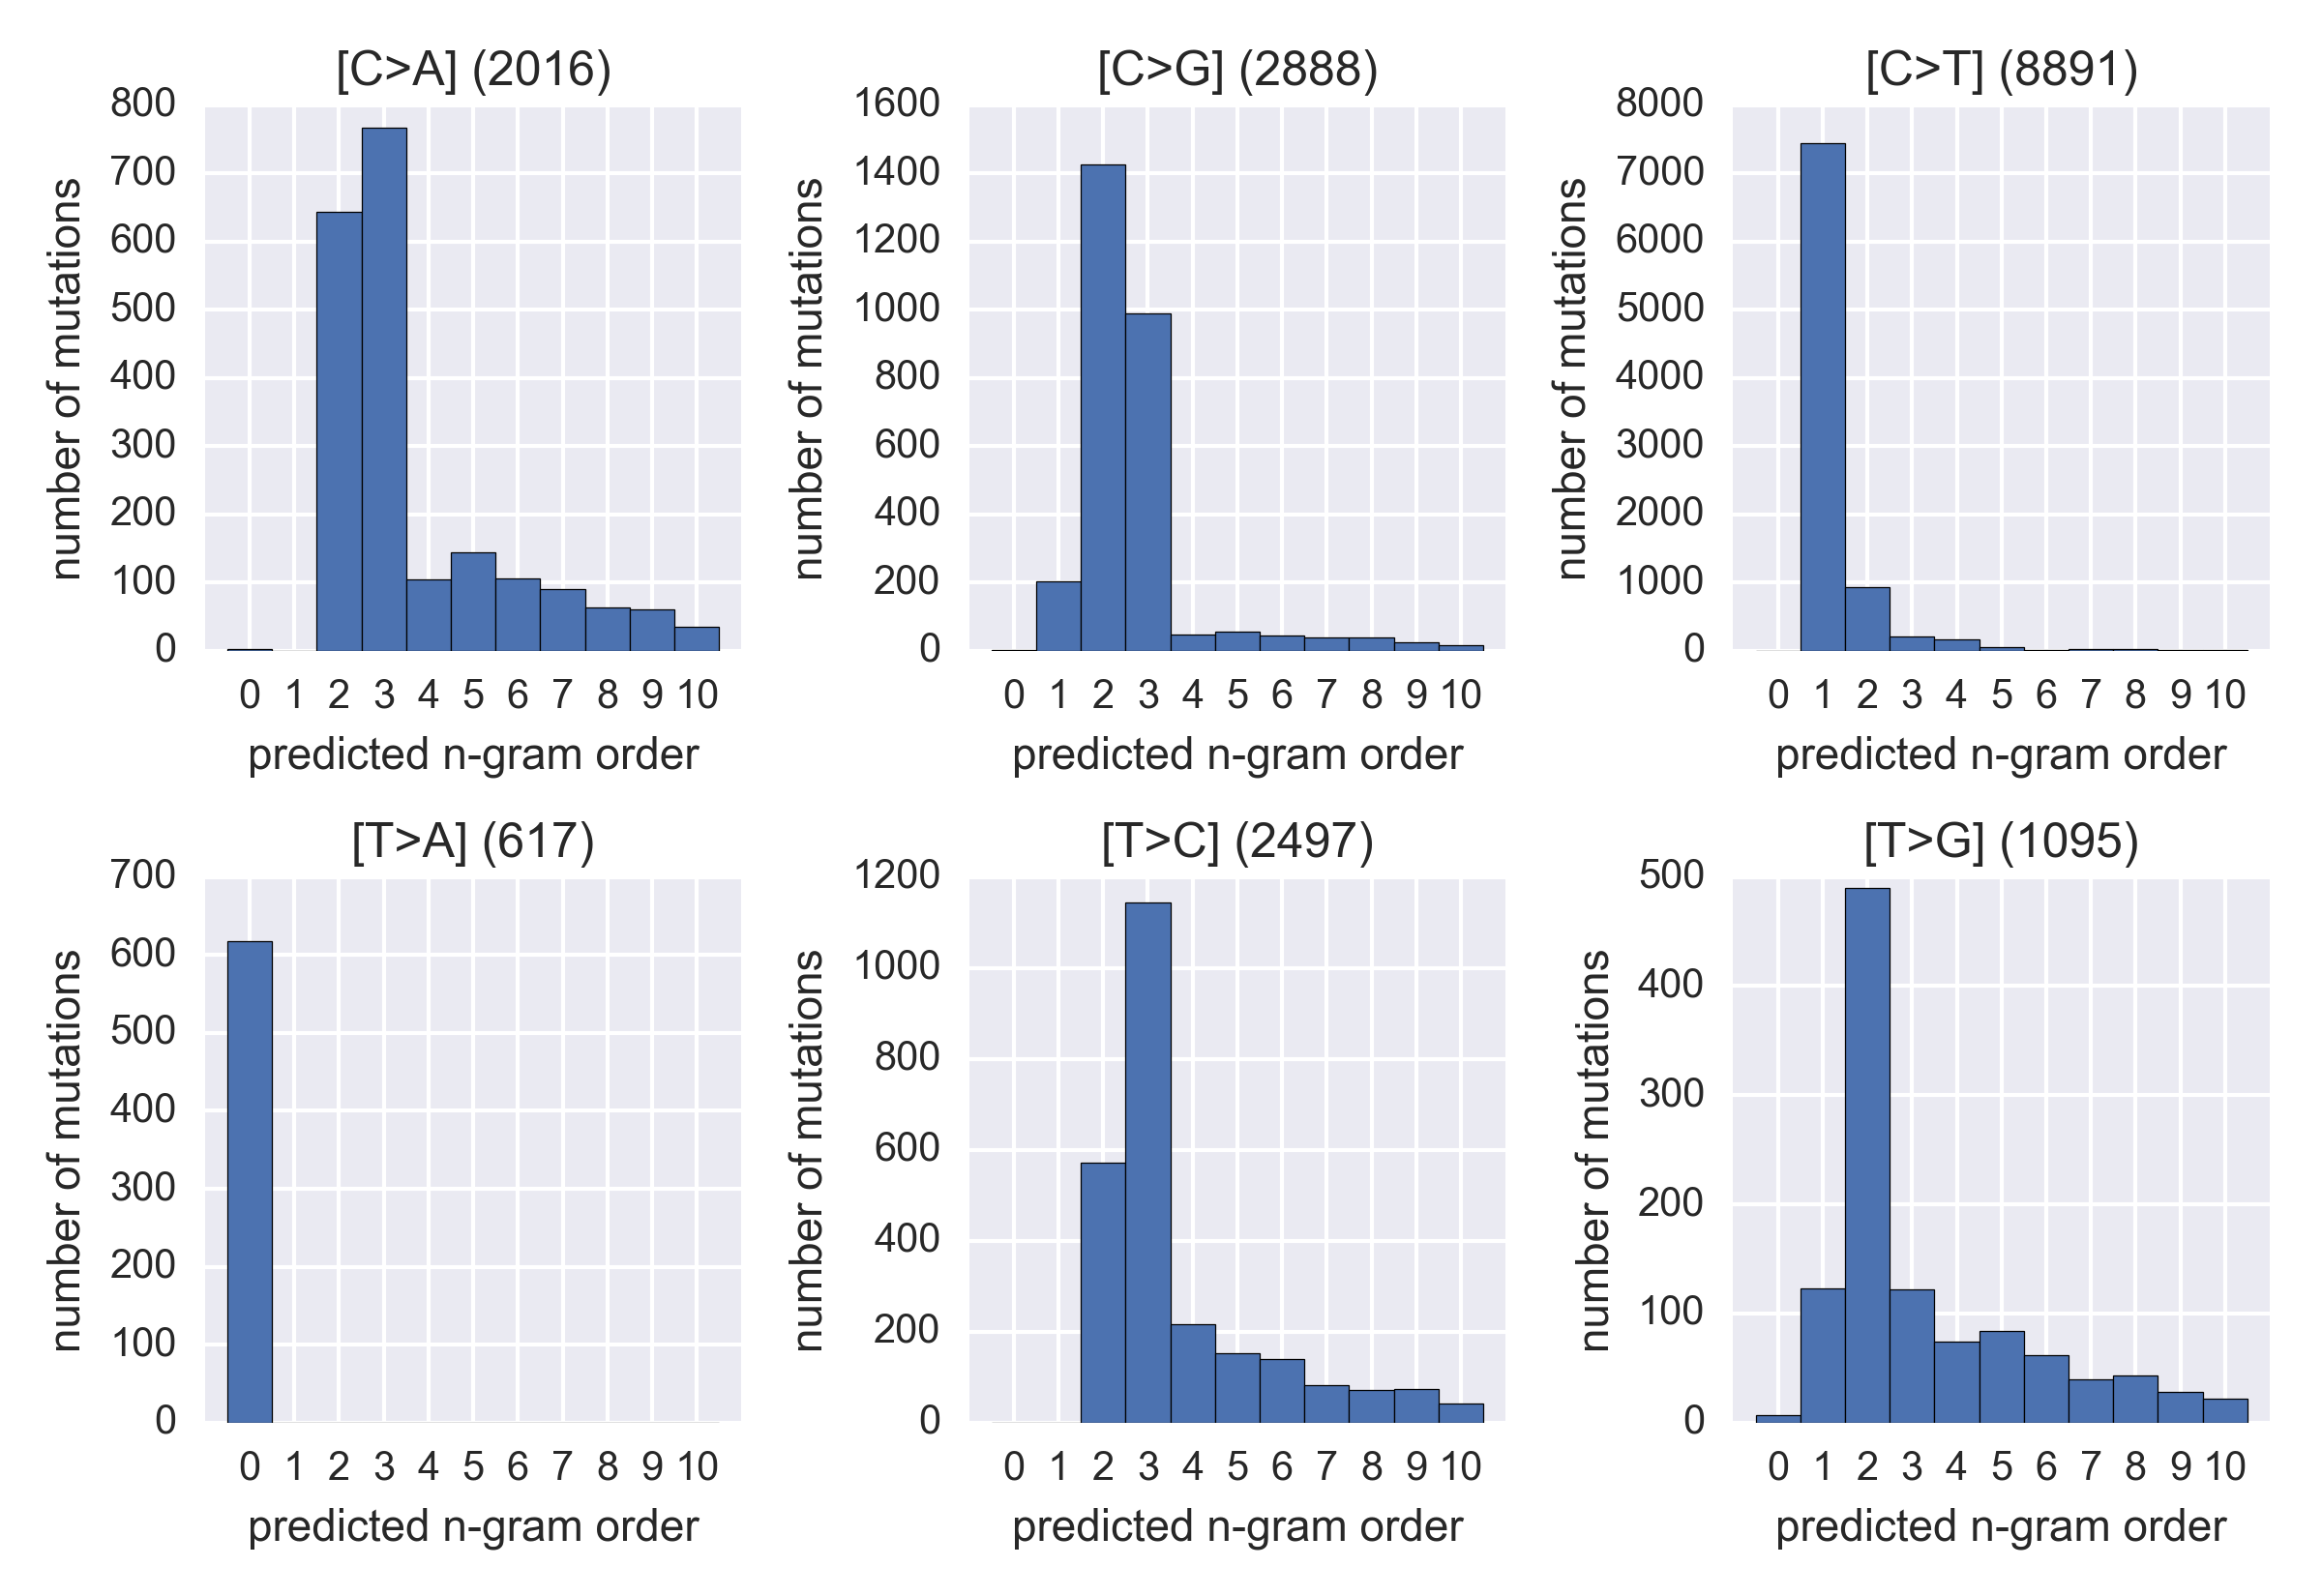 [C>A] (2016)
800
700
600
500
400
300
200
100
0
number of mutations
0 1 2 3 4 5 6 7 8 9 10
predicted n-gram order
[C>G] (2888)
1600
1400
1200
1000
800
600
400
200
0
number of mutations
0 1 2 3 4 5 6 7 8 9 10
predicted n-gram order
[C>T] (8891)
8000
7000
6000
5000
4000
3000
2000
1000
0
number of mutations
0 1 2 3 4 5 6 7 8 9 10
predicted n-gram order
[T>A] (617)
700
600
500
400
300
200
100
0
number of mutations
0 1 2 3 4 5 6 7 8 9 10
predicted n-gram order
[T>C] (2497)
1200
1000
800
600
400
200
0
number of mutations
0 1 2 3 4 5 6 7 8 9 10
predicted n-gram order
[T>G] (1095)
500
400
300
200
100
0
number of mutations
0 1 2 3 4 5 6 7 8 9 10
predicted n-gram order